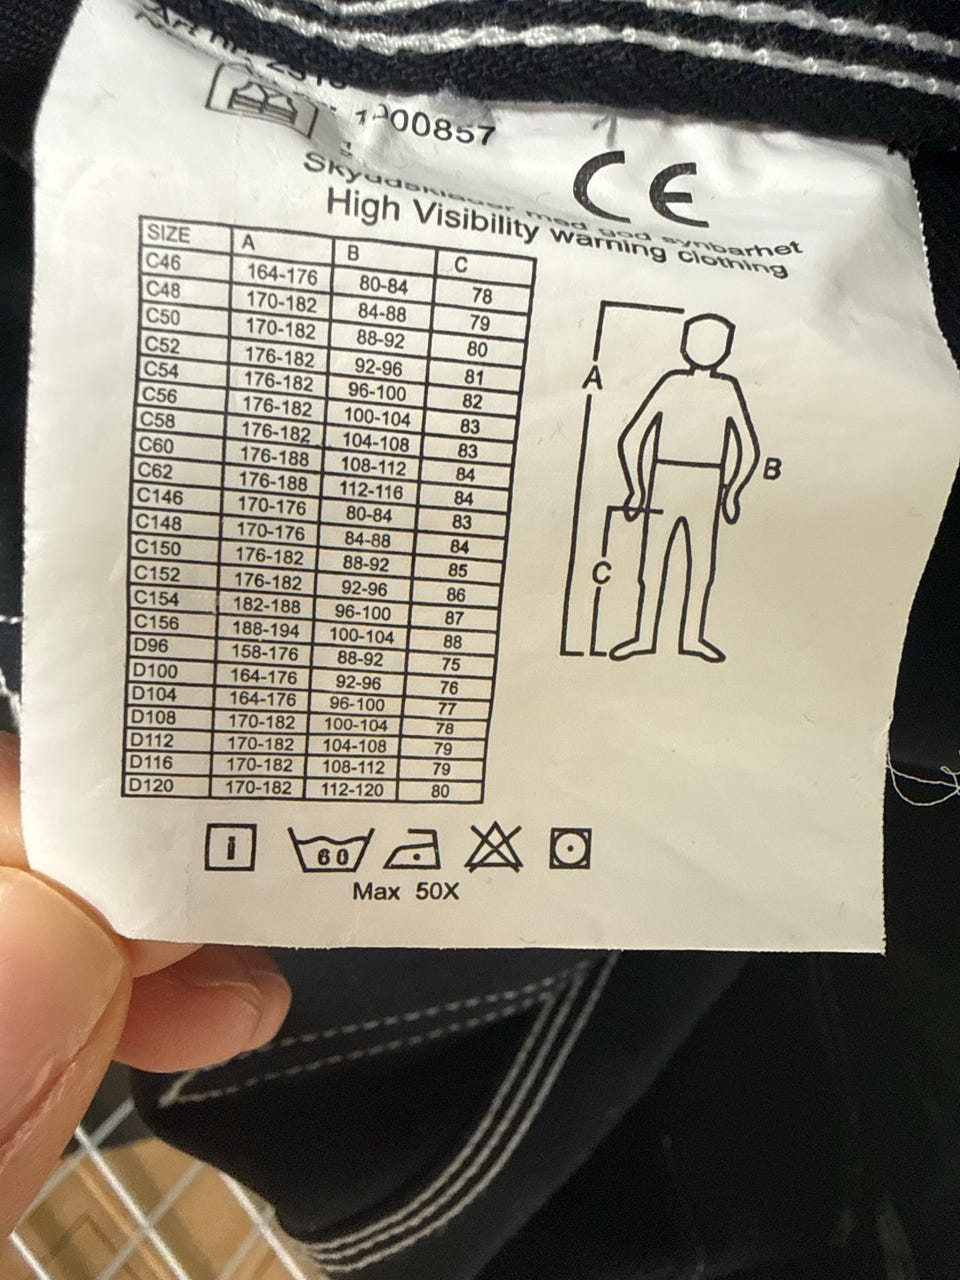 Art nr.
1200857
CE
Skyddskläder med god synbarhet
High Visibility warning clothing
SIZE A B C
C46 164-176 80-84 78
C48 170-182 84-88 79
C50 170-182 88-92 80
C52 176-182 92-96 81
C54 176-182 96-100 82
C56 176-182 100-104 83
C58 176-182 104-108 83
C60 176-188 108-112 84
C62 176-188 112-116 84
C146 170-176 80-84 83
C148 170-176 84-88 84
C150 176-182 88-92 85
C152 176-182 92-96 86
C154 182-188 96-100 87
C156 188-194 100-104 88
D96 158-176 88-92 75
D100 164-176 92-96 76
D104 164-176 96-100 77
D108 170-182 100-104 78
D112 170-182 104-108 79
D116 170-182 108-112 79
D120 170-182 112-120 80
A
B
C
i 60
Max 50X